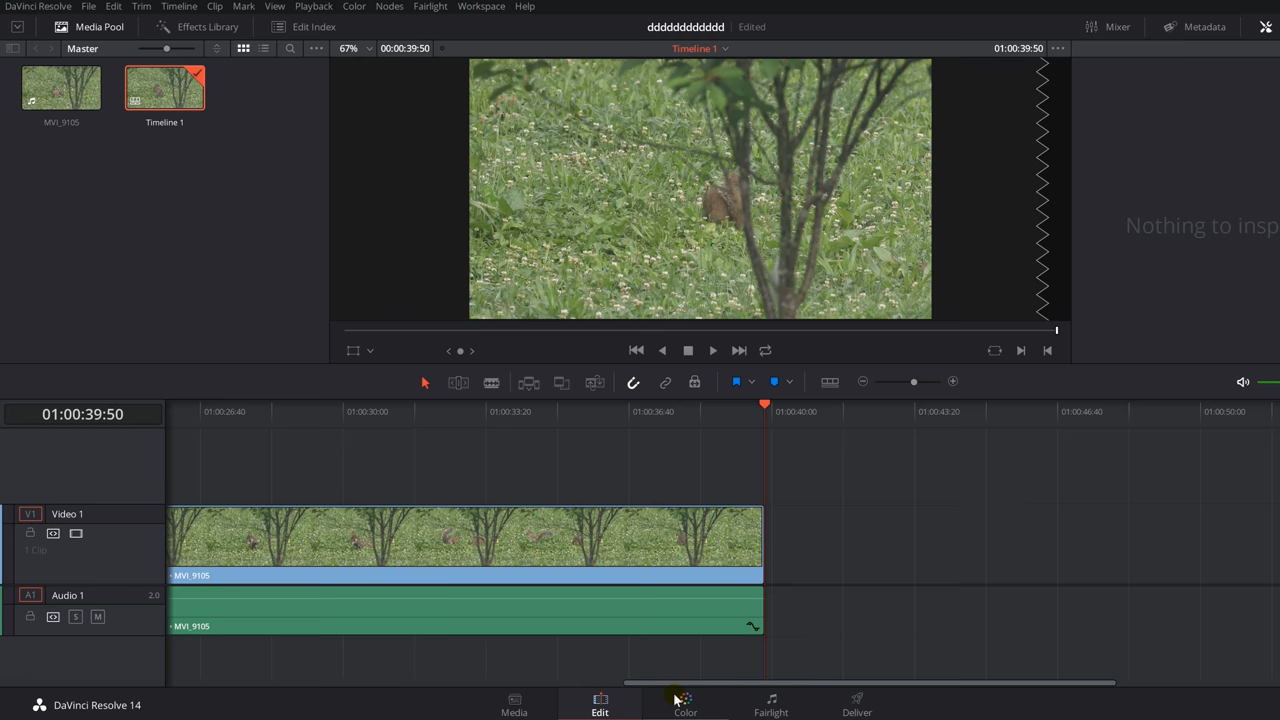 DaVinci Resolve File Edit Trim Timeline Clip Mark View Playback Color Nodes Fairlight Workspace Help
Media Pool Effects Library Edit Index ddddddddddddd Edited Mixer Metadata
Master 67% 00:00:39:50 Timeline 1 01:00:39:50
MVI_9105 Timeline 1
Nothing to insp
01:00:39:50 01:00:26:40 01:00:30:00 01:00:33:20 01:00:36:40 01:00:40:00 01:00:43:20 01:00:46:40 01:00:50:00
V1 Video 1
1 Clip
MVI_9105
A1 Audio 1 2.0
S M
MVI_9105
DaVinci Resolve 14 Media Edit Color Fairlight Deliver